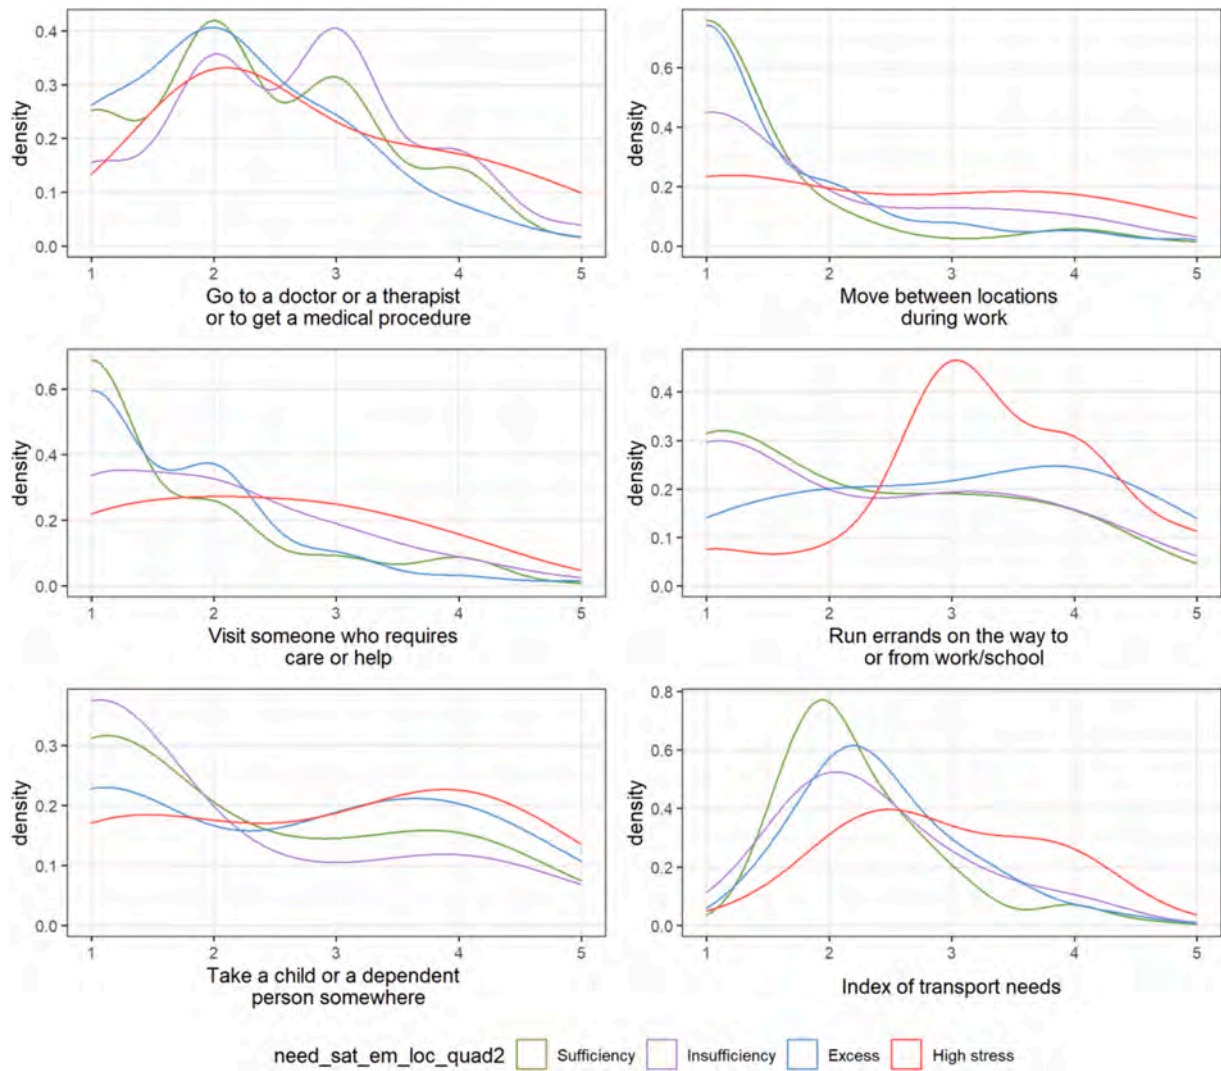 0.4
0.3
0.2
0.1
0.0
density
1 2 3 4 5
Go to a doctor or a therapist
or to get a medical procedure
0.6
0.4
0.2
0.0
density
1 2 3 4 5
Move between locations
during work
0.6
0.4
0.2
0.0
density
1 2 3 4 5
Visit someone who requires
care or help
0.4
0.3
0.2
0.1
0.0
density
1 2 3 4 5
Run errands on the way to
or from work/school
0.3
0.2
0.1
0.0
density
1 2 3 4 5
Take a child or a dependent
person somewhere
0.8
0.6
0.4
0.2
0.0
density
1 2 3 4 5
Index of transport needs
need_sat_em_loc_quad2 Sufficiency Insufficiency Excess High stress